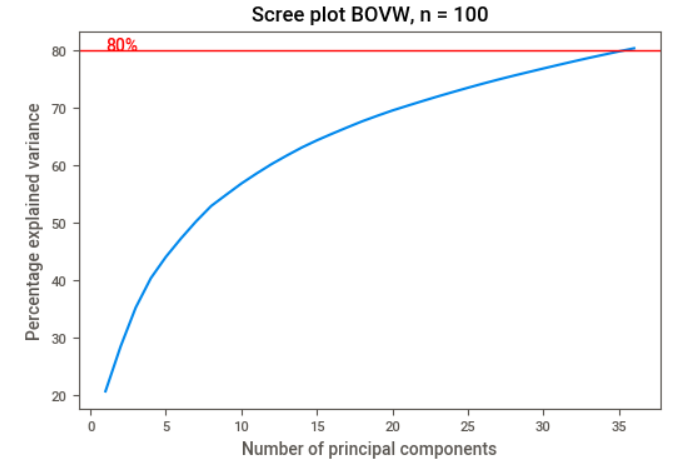 Scree plot BOVW, n = 100
80%
Percentage explained variance
80
70
60
50
40
30
20
0 5 10 15 20 25 30 35
Number of principal components